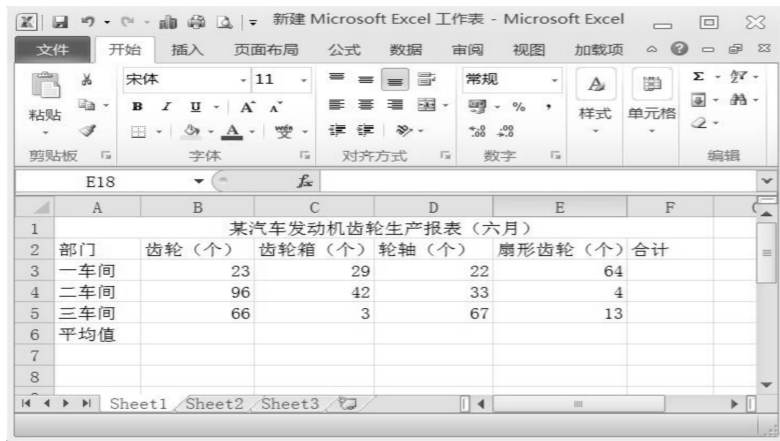 新建 Microsoft Excel 工作表 - Microsoft Excel
文件 开始 插入 页面布局 公式 数据 审阅 视图 加载项
宋体 11 常规
粘贴 B I U A A 样式 单元格 Σ
A wén %
剪贴板 字体 对齐方式 数字 编辑
E18 fx
A B C D E F
1 某汽车发动机齿轮生产报表（六月）
2 部门 齿轮（个） 齿轮箱（个） 轮轴（个） 扇形齿轮（个） 合计
3 一车间 23 29 22 64
4 二车间 96 42 33 4
5 三车间 66 3 67 13
6 平均值
7
8
Sheet1 Sheet2 Sheet3